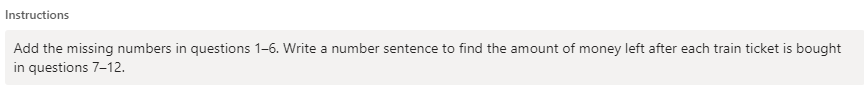 Instructions
Add the missing numbers in questions 1–6. Write a number sentence to find the amount of money left after each train ticket is bought
in questions 7–12.